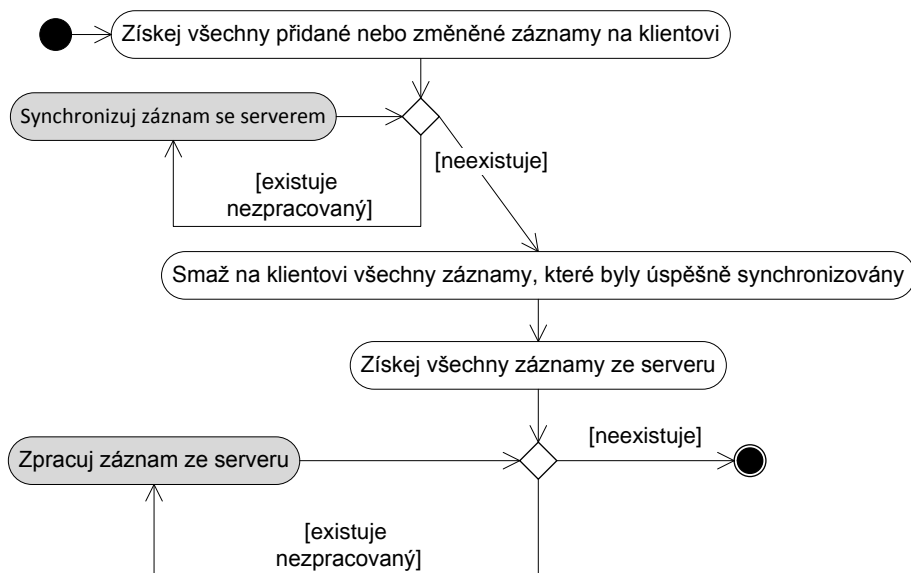 Získej všechny přidané nebo změněné záznamy na klientovi
Synchronizuj záznam se serverem
[neexistuje]
[existuje
nezpracovaný]
Smaž na klientovi všechny záznamy, které byly úspěšně synchronizovány
Získej všechny záznamy ze serveru
[neexistuje]
Zpracuj záznam ze serveru
[existuje
nezpracovaný]